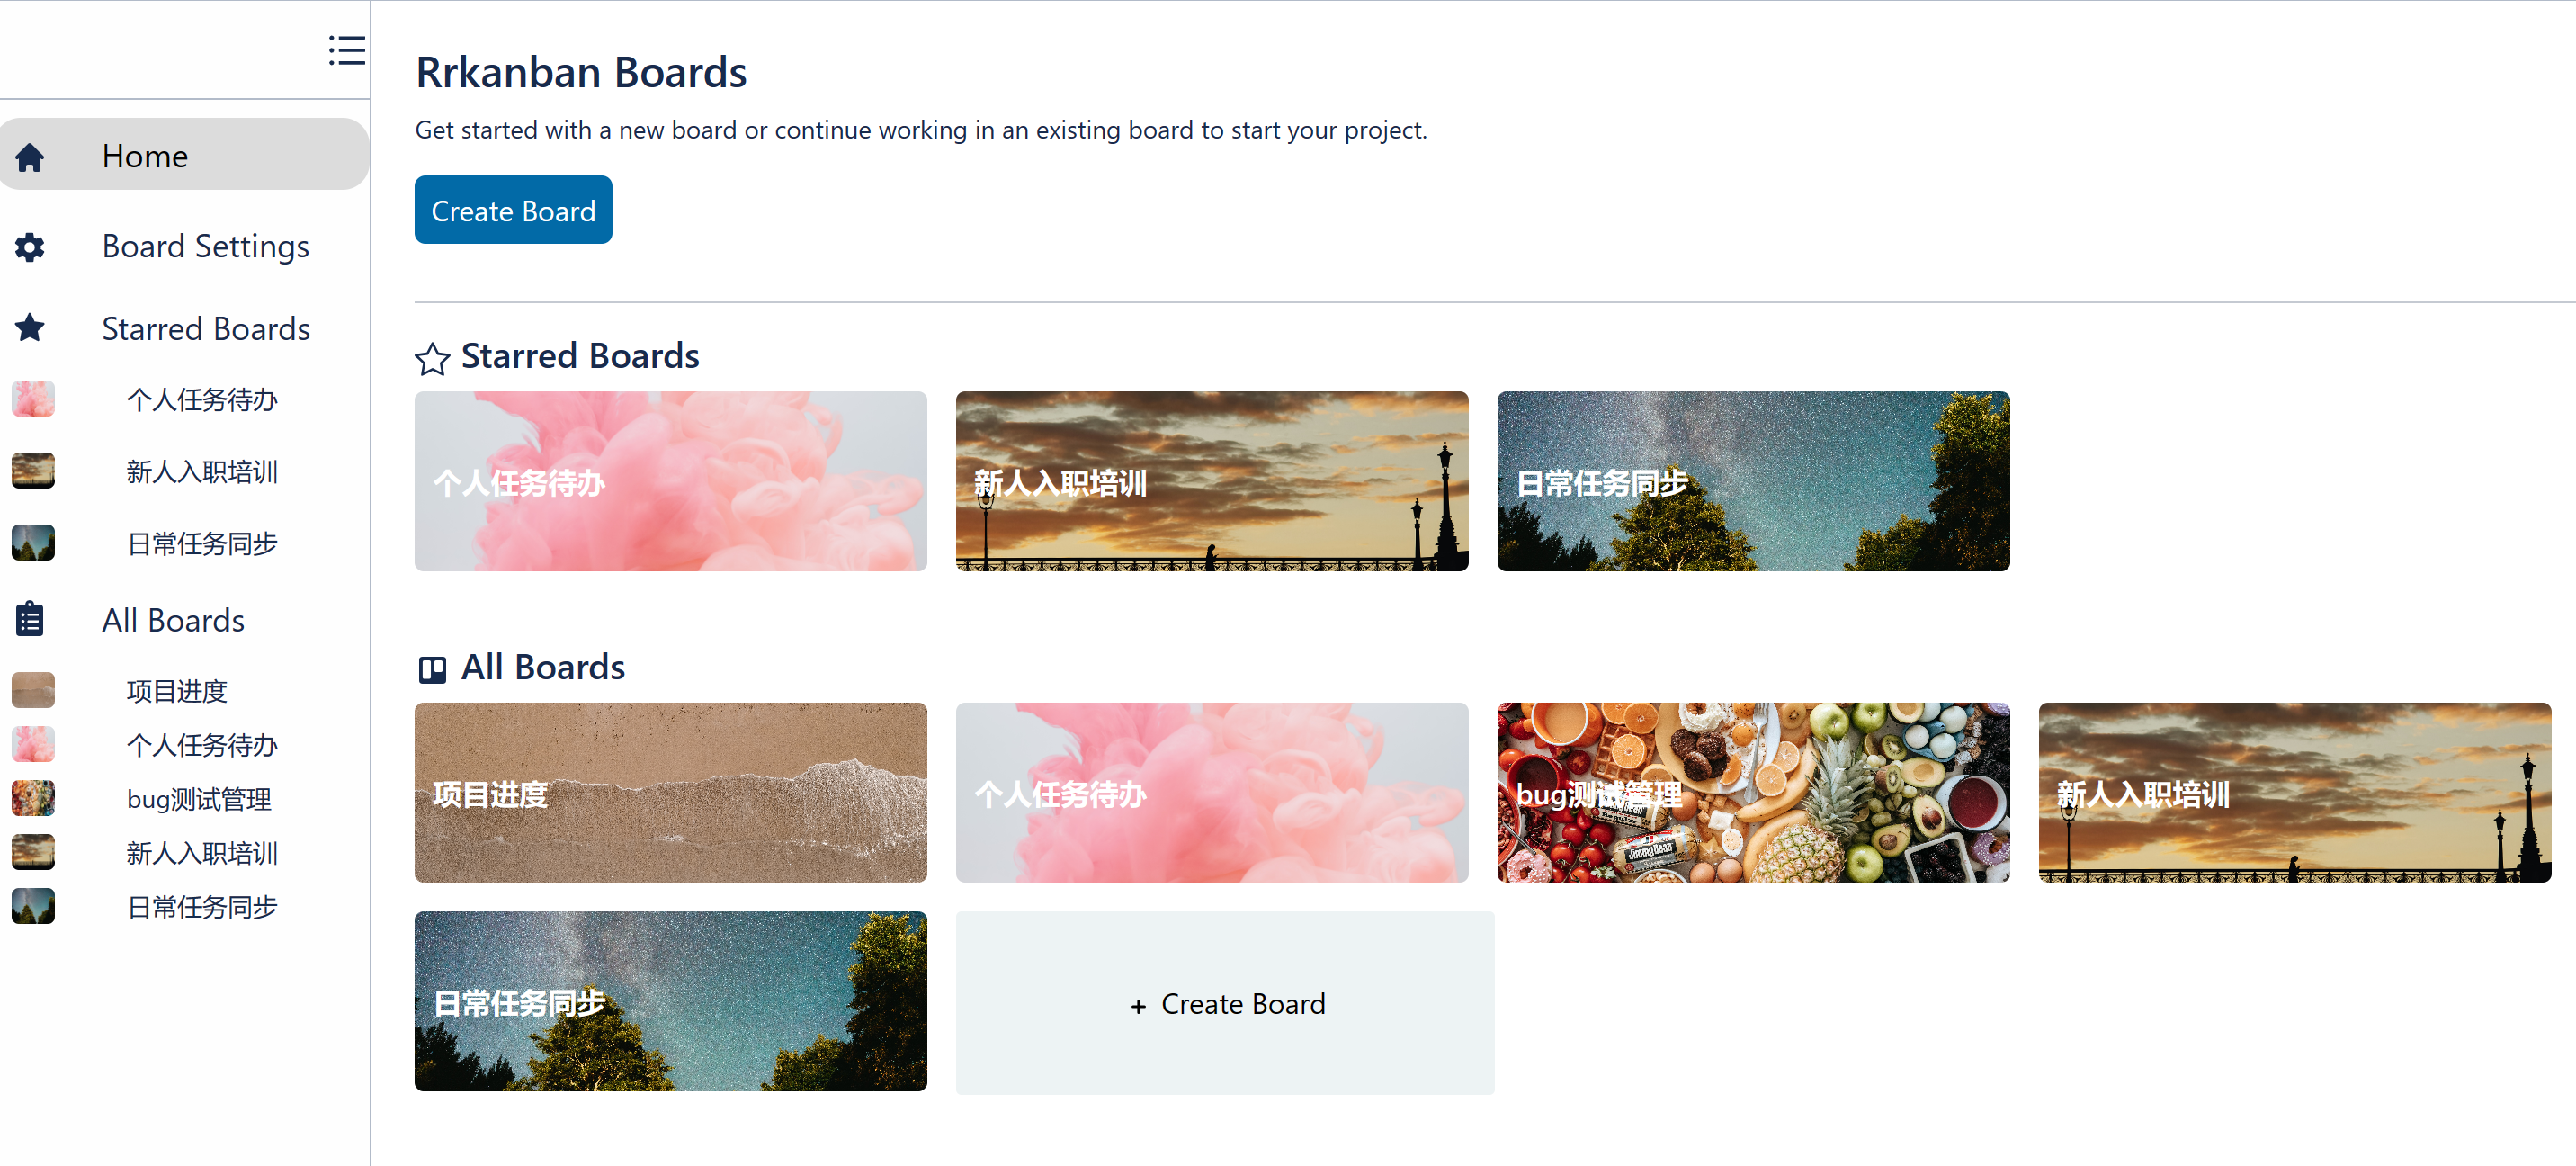 Home
Board Settings
Starred Boards
个人任务待办
新人入职培训
日常任务同步
All Boards
项目进度
个人任务待办
bug测试管理
新人入职培训
日常任务同步
Rrkanban Boards
Get started with a new board or continue working in an existing board to start your project.
Create Board
Starred Boards
个人任务待办
新人入职培训
日常任务同步
All Boards
项目进度
个人任务待办
bug测试管理
Jimmy Dean
新人入职培训
日常任务同步
+ Create Board